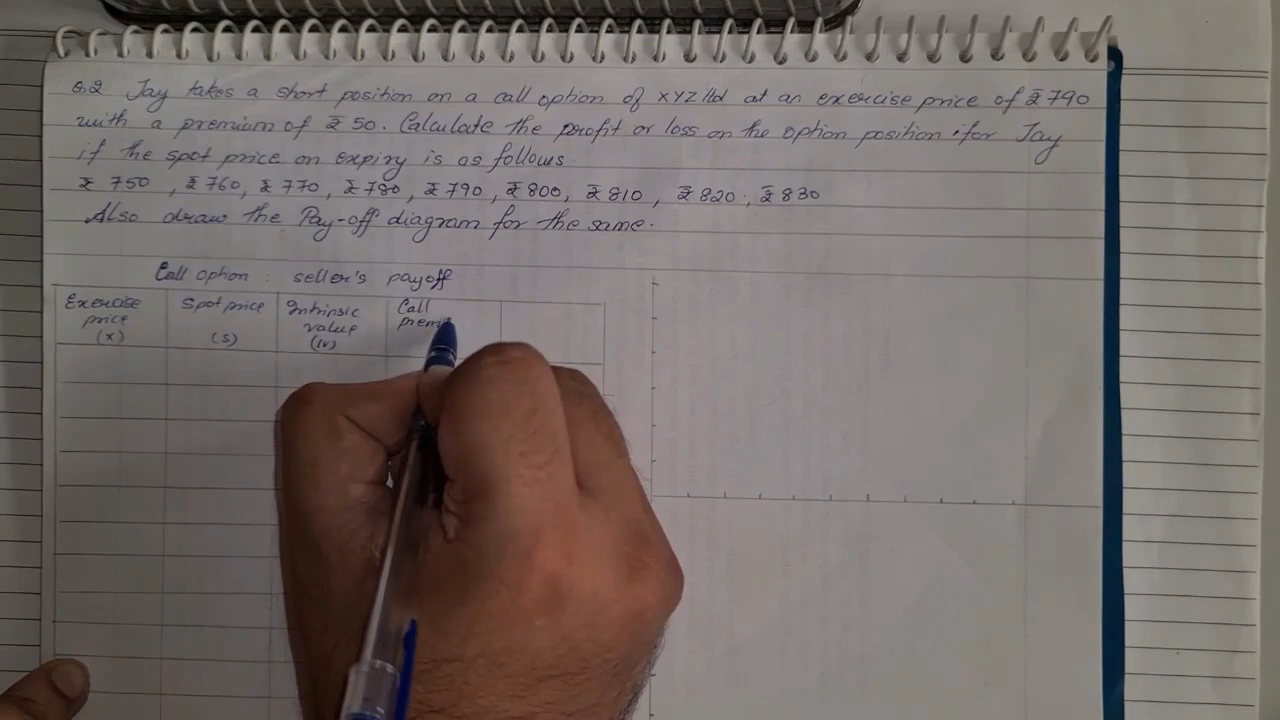 Q.2 Jay takes a short position on a call option of XYZ ltd at an exercise price of ₹790
with a premium of ₹50. Calculate the profit or loss on the option position for Jay
if the spot price on expiry is as follows.
₹750, ₹760, ₹770, ₹780, ₹790, ₹800, ₹810, ₹820, ₹830
Also draw the Pay-off diagram for the same.
Call option: seller's payoff
Exercise price (X)
Spot price (S)
Intrinsic value (IV)
Call prem